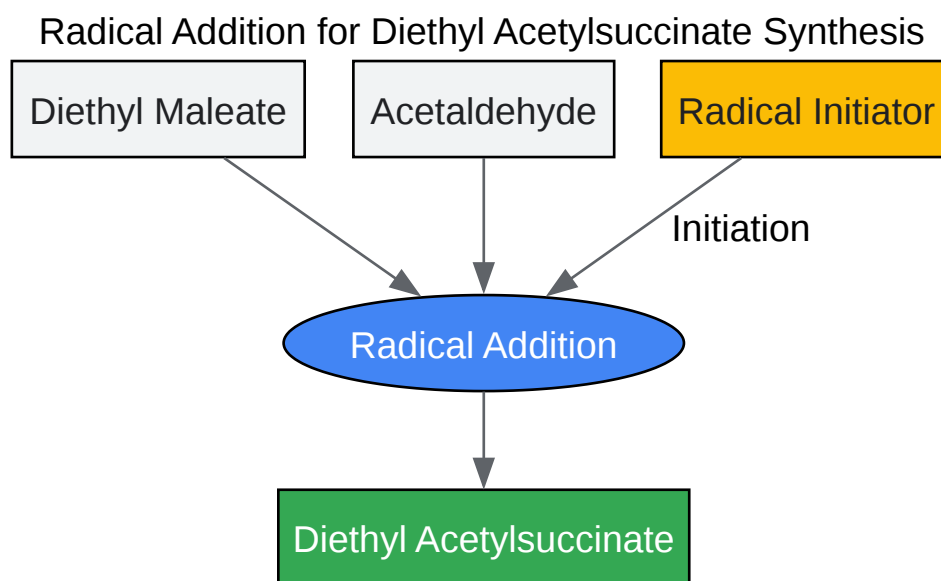 Radical Addition for Diethyl Acetylsuccinate Synthesis
Diethyl Maleate
Acetaldehyde
Radical Initiator
Initiation
Radical Addition
Diethyl Acetylsuccinate